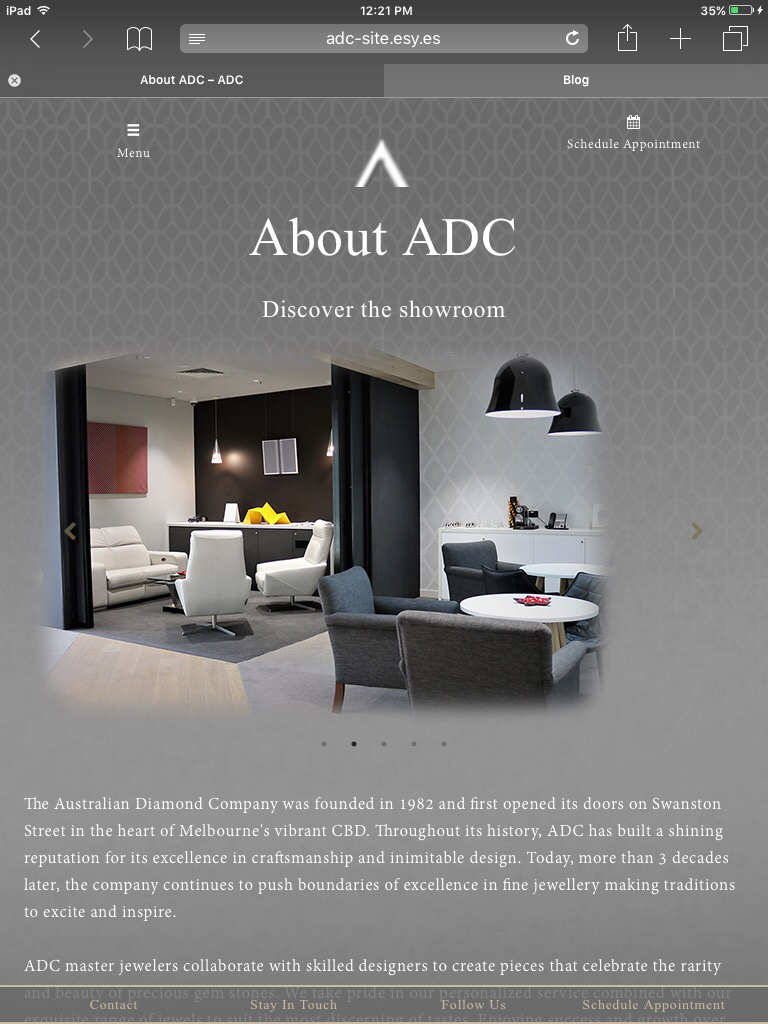 iPad 12:21 PM 35%
adc-site.esy.es
About ADC – ADC Blog
Menu Schedule Appointment
About ADC
Discover the showroom
The Australian Diamond Company was founded in 1982 and first opened its doors on Swanston
Street in the heart of Melbourne's vibrant CBD. Throughout its history, ADC has built a shining
reputation for its excellence in craftsmanship and inimitable design. Today, more than 3 decades
later, the company continues to push boundaries of excellence in fine jewellery making traditions
to excite and inspire.
ADC master jewelers collaborate with skilled designers to create pieces that celebrate the rarity
and beauty of precious gem stones. We take pride in our personalized service combined with our
Contact Stay In Touch Follow Us Schedule Appointment
exquisite range of jewels to suit the most discerning of tastes. Enjoying success and growth over